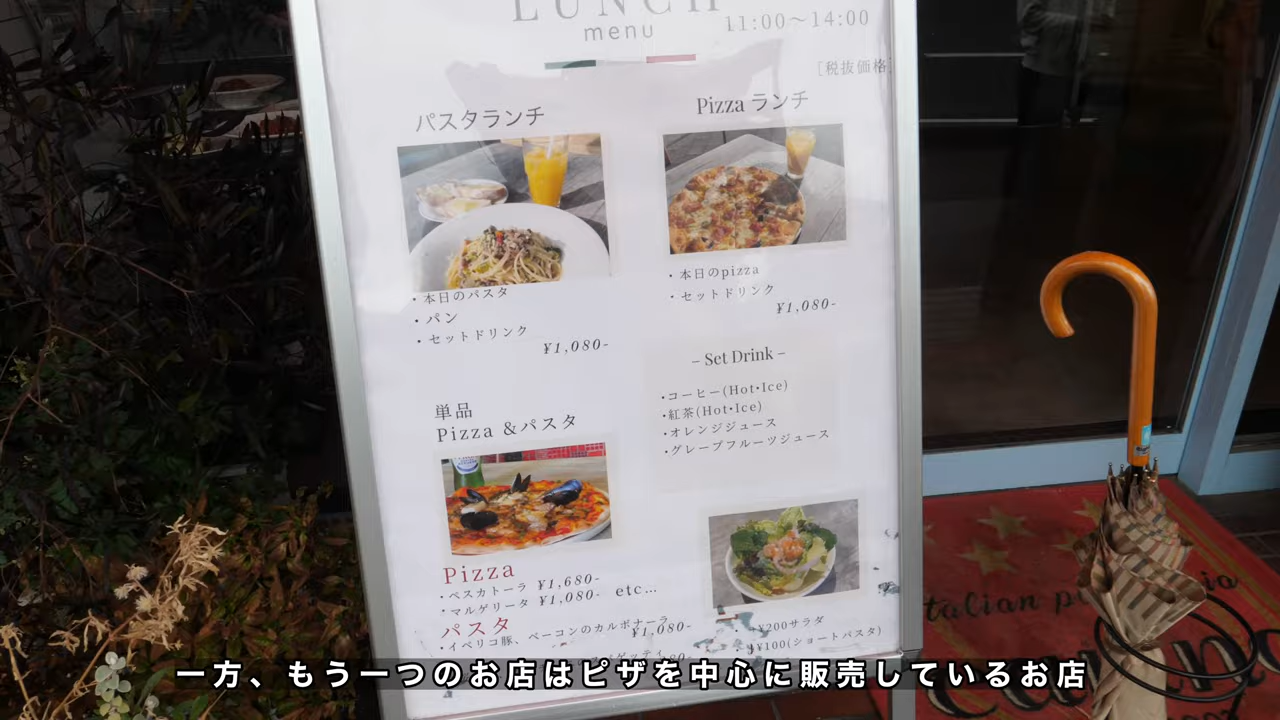 LUNCH
menu
11:00〜14:00
[税抜価格
パスタランチ
・本日のパスタ
・パン
・セットドリンク
¥1,080-
Pizza ランチ
・本日のpizza
・セットドリンク
¥1,080-
– Set Drink –
・コーヒー(Hot・Ice)
・紅茶(Hot・Ice)
・オレンジジュース
・グレープフルーツジュース
単品
Pizza &パスタ
Pizza
・ペスカトーラ ¥1,680-
・マルゲリータ ¥1,080- etc…
パスタ
・イベリコ豚、ベーコンのカルボナーラ
¥1,080-
¥200サラダ
¥100(ショートパスタ)
一方、もう一つのお店はピザを中心に販売しているお店